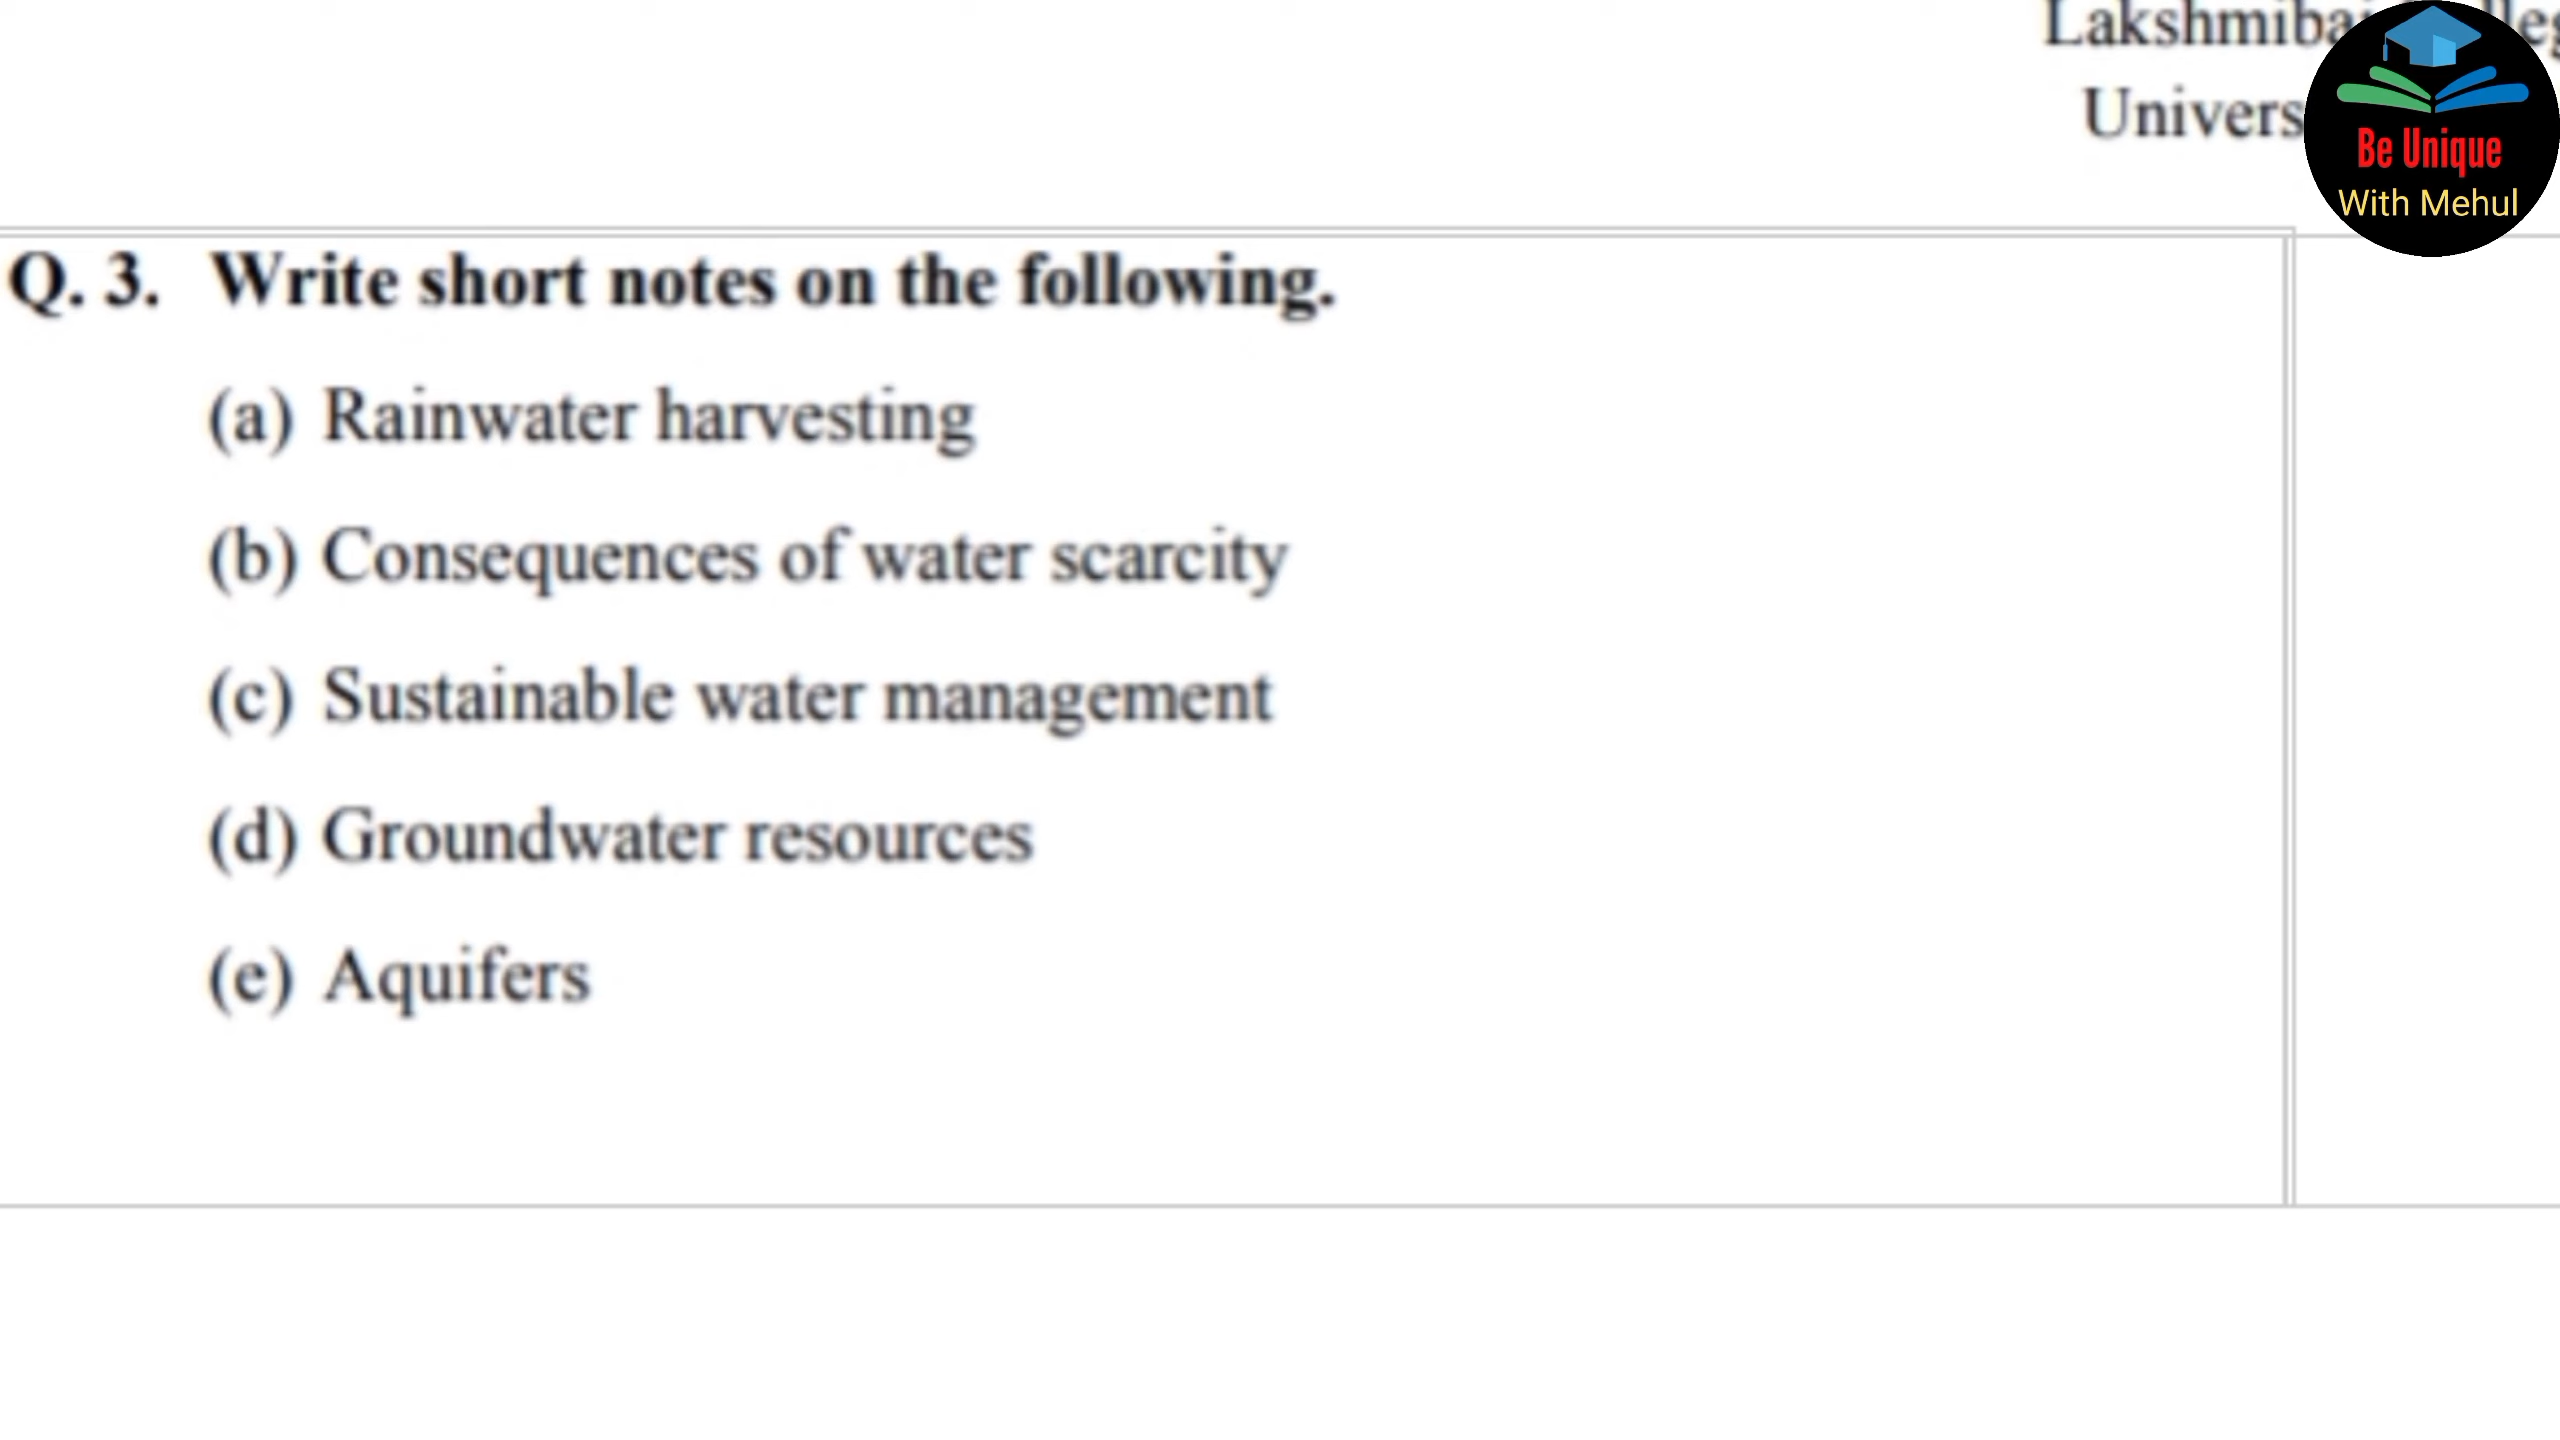 Lakshmibai
Univers
Be Unique
With Mehul
Q. 3. Write short notes on the following.
(a) Rainwater harvesting
(b) Consequences of water scarcity
(c) Sustainable water management
(d) Groundwater resources
(e) Aquifers